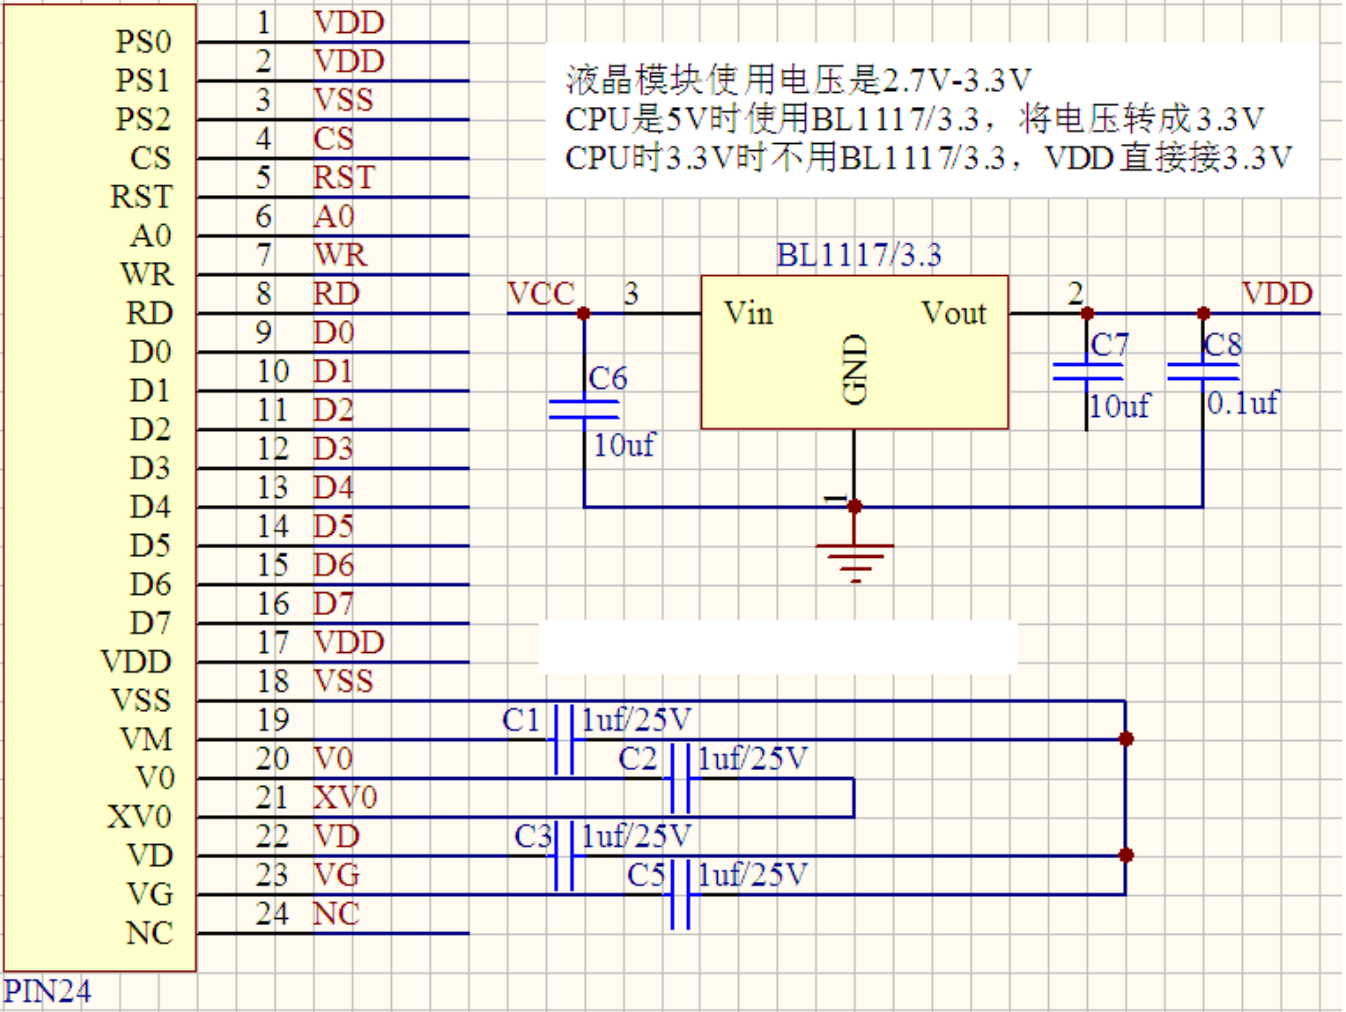 PS0 1 VDD
PS1 2 VDD
PS2 3 VSS
CS 4 CS
RST 5 RST
A0 6 A0
WR 7 WR
RD 8 RD
D0 9 D0
D1 10 D1
D2 11 D2
D3 12 D3
D4 13 D4
D5 14 D5
D6 15 D6
D7 16 D7
VDD 17 VDD
VSS 18 VSS
VM 19
V0 20 V0
XV0 21 XV0
VD 22 VD
VG 23 VG
NC 24 NC
PIN24
液晶模块使用电压是2.7V-3.3V
CPU是5V时使用BL1117/3.3，将电压转成3.3V
CPU时3.3V时不用BL1117/3.3，VDD直接接3.3V
BL1117/3.3
VCC 3 Vin Vout 2 VDD
GND
1
C6
10uf
C7
10uf
C8
0.1uf
C1 1uf/25V
C2 1uf/25V
C3 1uf/25V
C5 1uf/25V